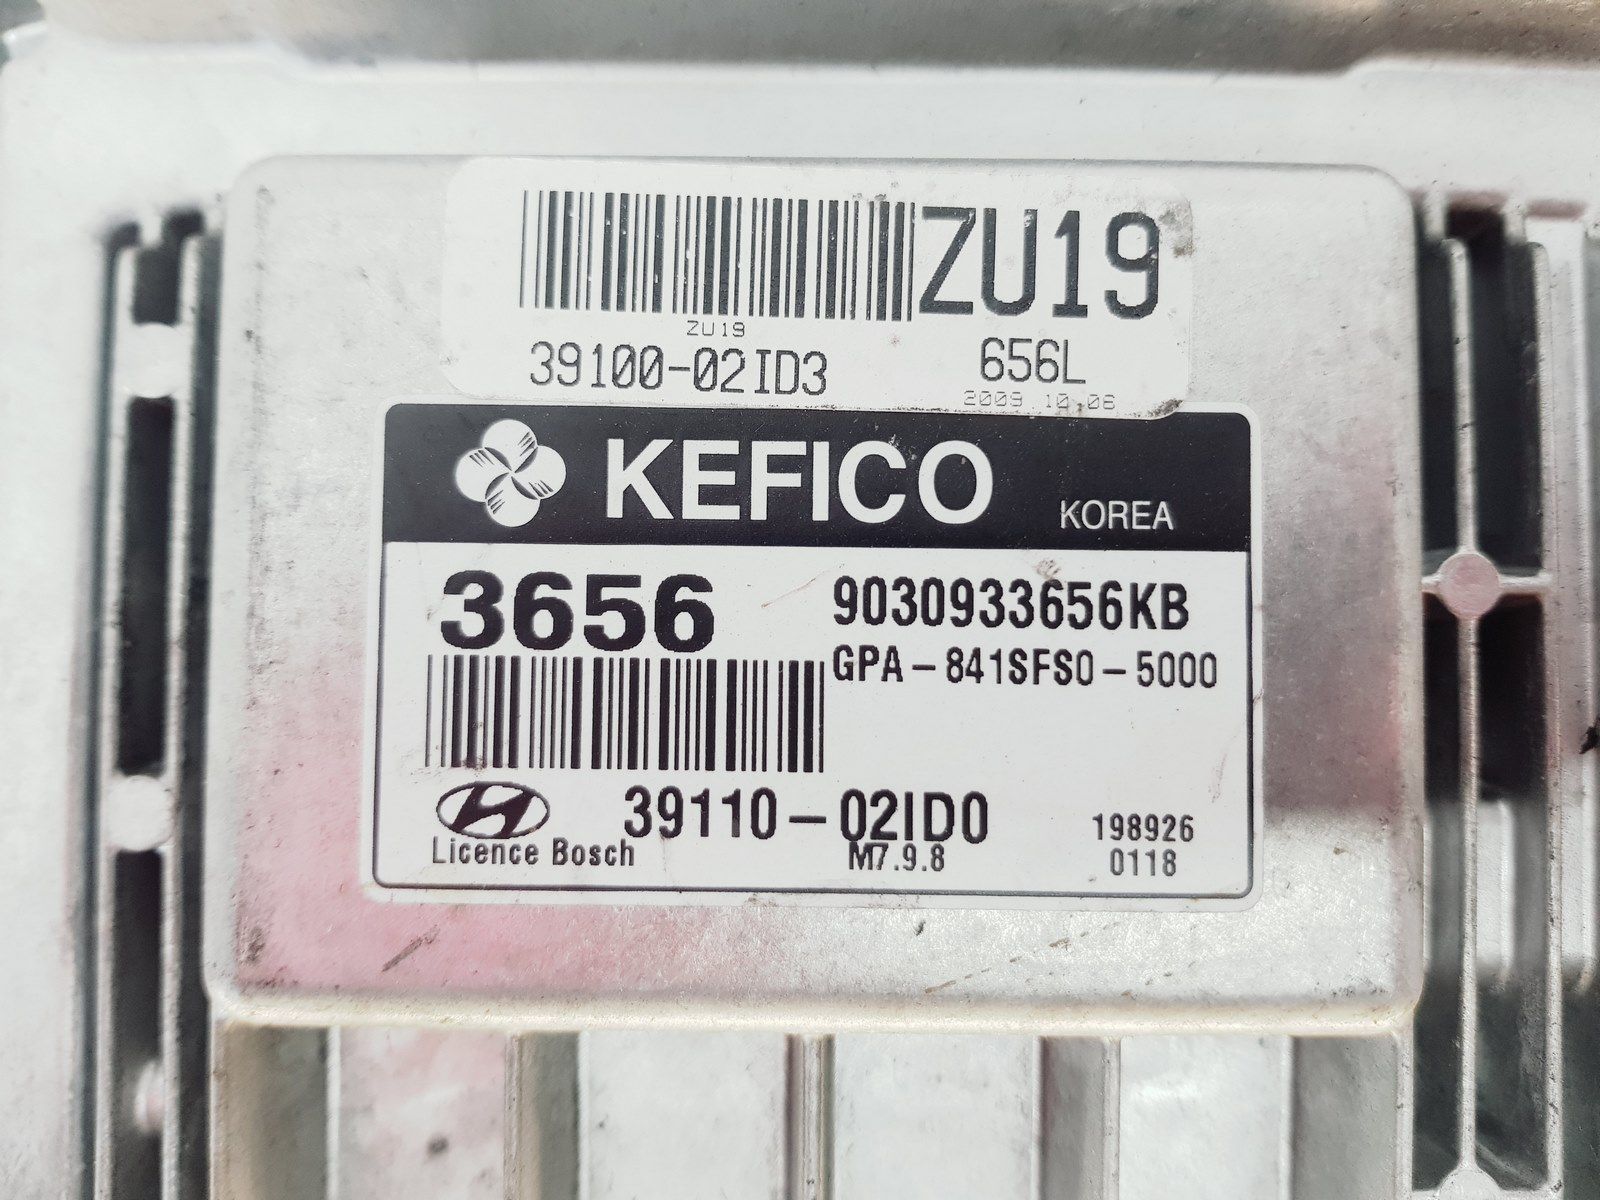 ZU19
ZU19
39100-02ID3 656L
2009.10.06
KEFICO KOREA
3656 9030933656KB
GPA-841SFS0-5000
39110-02ID0 198926
Licence Bosch M7.9.8 0118